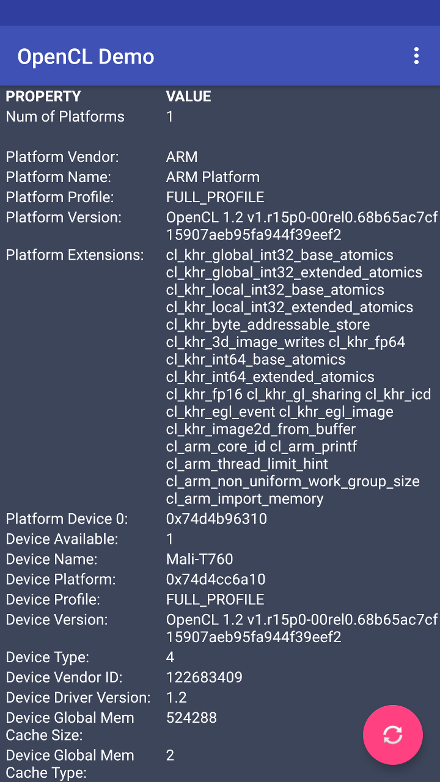 OpenCL Demo
PROPERTY VALUE
Num of Platforms 1
Platform Vendor: ARM
Platform Name: ARM Platform
Platform Profile: FULL_PROFILE
Platform Version: OpenCL 1.2 v1.r15p0-00rel0.68b65ac7cf
15907aeb95fa944f39eef2
Platform Extensions: cl_khr_global_int32_base_atomics
cl_khr_global_int32_extended_atomics
cl_khr_local_int32_base_atomics
cl_khr_local_int32_extended_atomics
cl_khr_byte_addressable_store
cl_khr_3d_image_writes cl_khr_fp64
cl_khr_int64_base_atomics
cl_khr_int64_extended_atomics
cl_khr_fp16 cl_khr_gl_sharing cl_khr_icd
cl_khr_egl_event cl_khr_egl_image
cl_khr_image2d_from_buffer
cl_arm_core_id cl_arm_printf
cl_arm_thread_limit_hint
cl_arm_non_uniform_work_group_size
cl_arm_import_memory
Platform Device 0: 0x74d4b96310
Device Available: 1
Device Name: Mali-T760
Device Platform: 0x74d4cc6a10
Device Profile: FULL_PROFILE
Device Version: OpenCL 1.2 v1.r15p0-00rel0.68b65ac7cf
15907aeb95fa944f39eef2
Device Type: 4
Device Vendor ID: 122683409
Device Driver Version: 1.2
Device Global Mem 524288
Cache Size:
Device Global Mem 2
Cache Type: